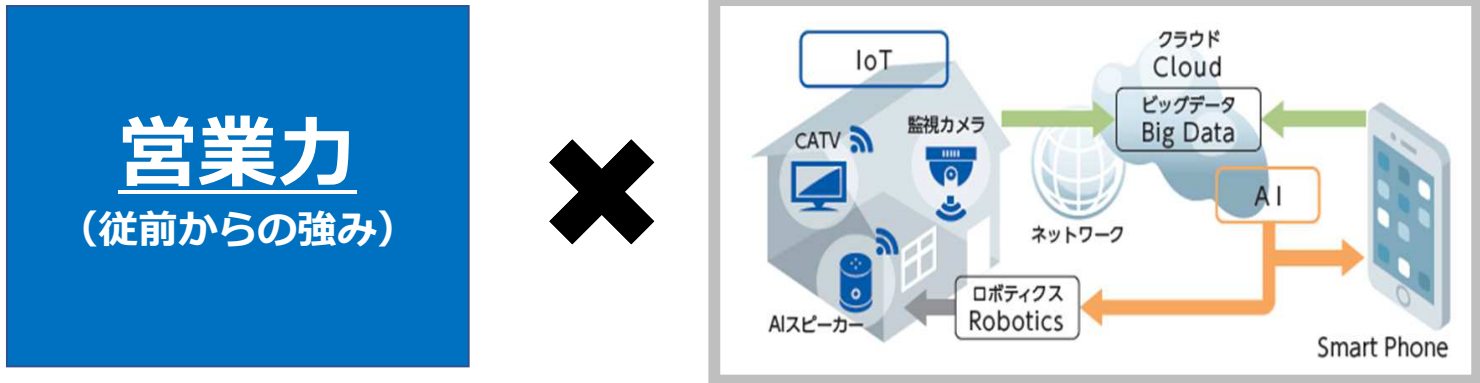 営業力
（従前からの強み）
IoT
クラウド
Cloud
ビッグデータ
Big Data
CATV
監視カメラ
AI
ネットワーク
ロボティクス
Robotics
AIスピーカー
Smart Phone